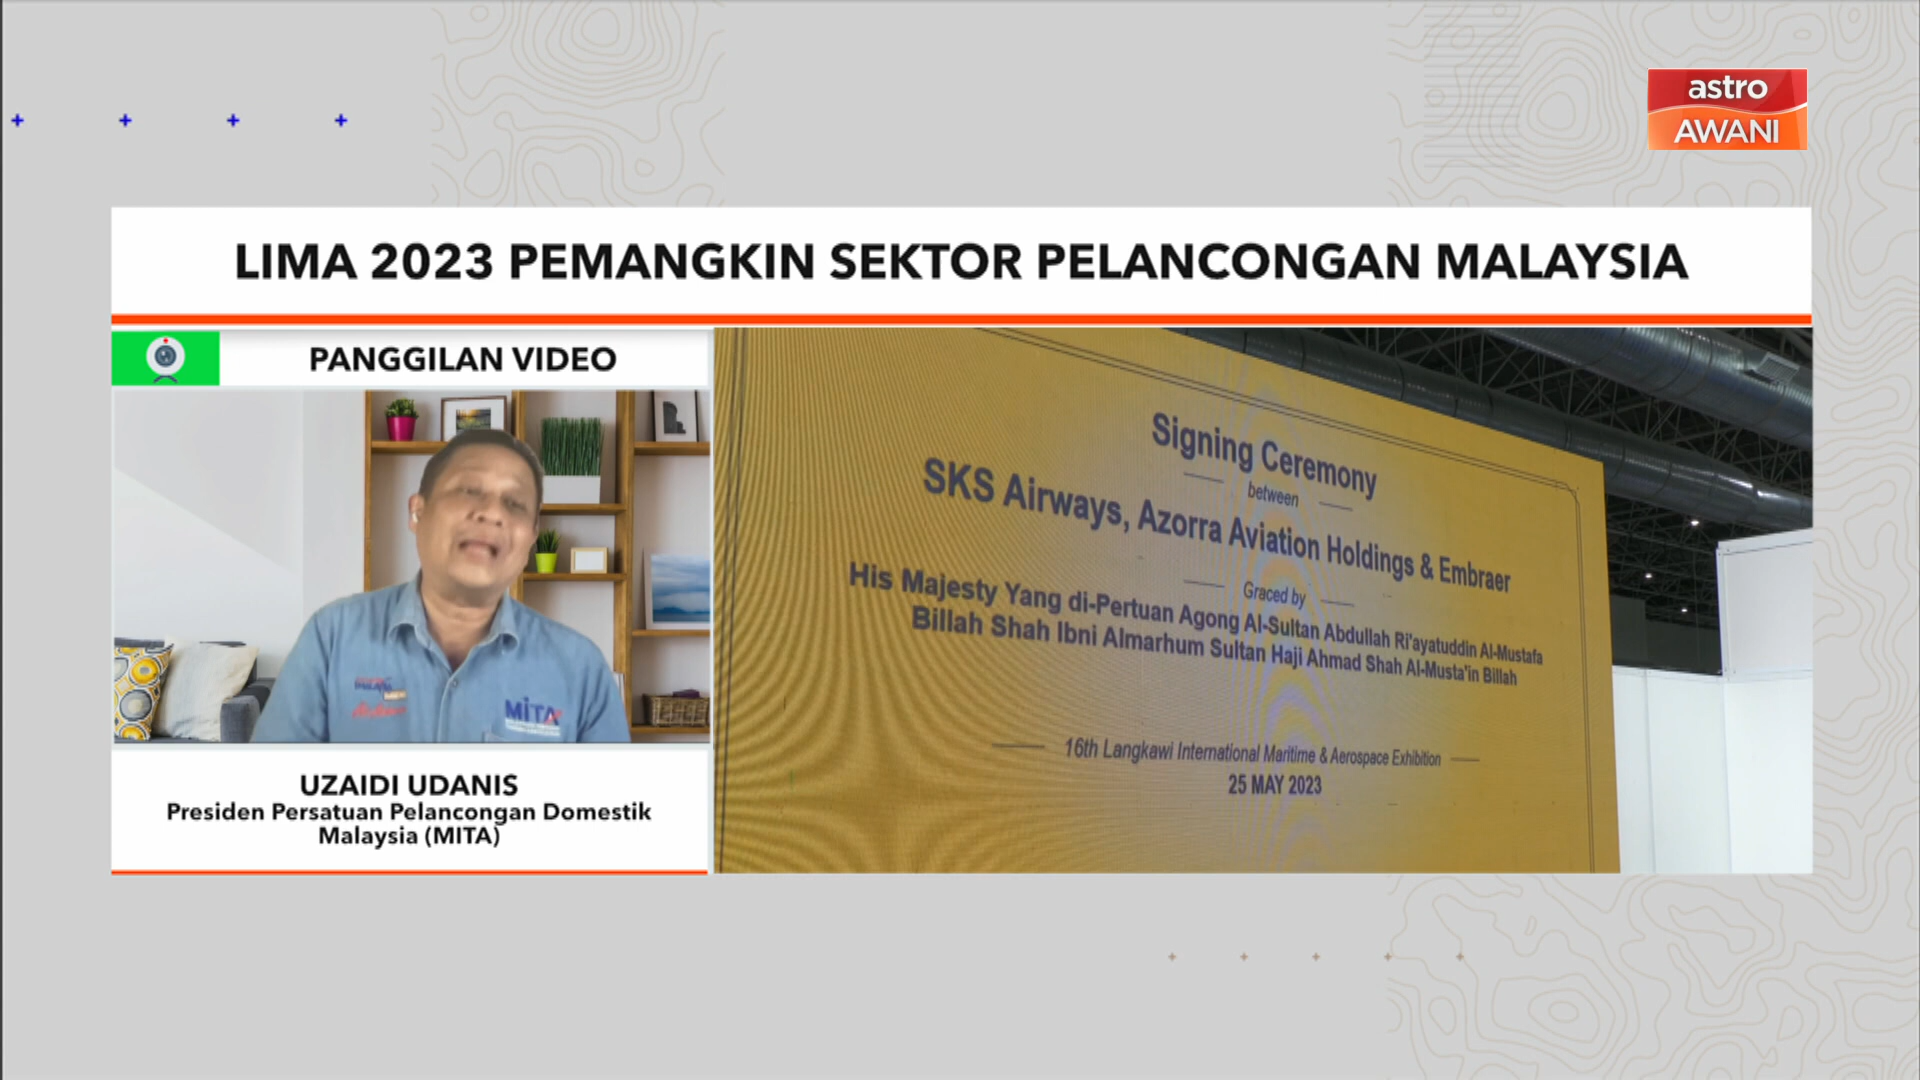 astro
AWANI
LIMA 2023 PEMANGKIN SEKTOR PELANCONGAN MALAYSIA
PANGGILAN VIDEO
MITA
UZAIDI UDANIS
Presiden Persatuan Pelancongan Domestik
Malaysia (MITA)
Signing Ceremony
between
SKS Airways, Azorra Aviation Holdings & Embraer
Graced by
His Majesty Yang di-Pertuan Agong Al-Sultan Abdullah Ri'ayatuddin Al-Mustafa
Billah Shah Ibni Almarhum Sultan Haji Ahmad Shah Al-Musta'in Billah
16th Langkawi International Maritime & Aerospace Exhibition
25 MAY 2023